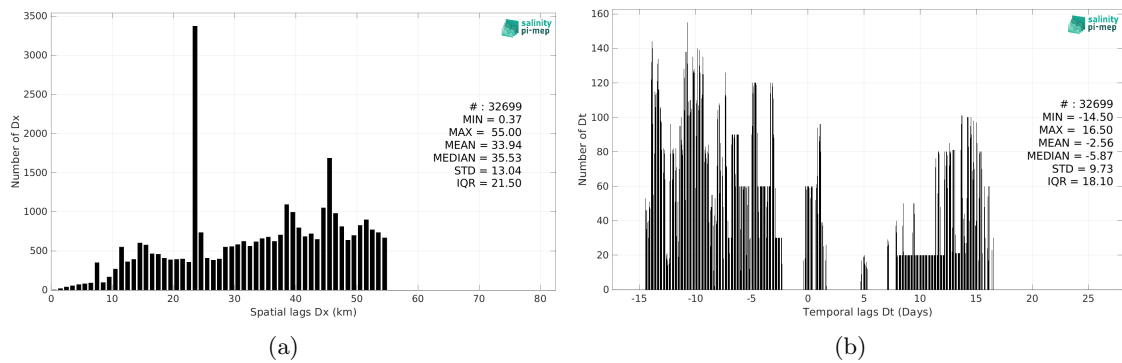 3500
3000
2500
2000
1500
1000
500
0
Number of Dx
0 10 20 30 40 50 60 70 80
Spatial lags Dx (km)
salinity
pi-mep
# : 32699
MIN = 0.37
MAX = 55.00
MEAN = 33.94
MEDIAN = 35.53
STD = 13.04
IQR = 21.50
(a)
160
140
120
100
80
60
40
20
0
Number of Dt
-15 -10 -5 0 5 10 15 20 25
Temporal lags Dt (Days)
salinity
pi-mep
# : 32699
MIN = -14.50
MAX = 16.50
MEAN = -2.56
MEDIAN = -5.87
STD = 9.73
IQR = 18.10
(b)